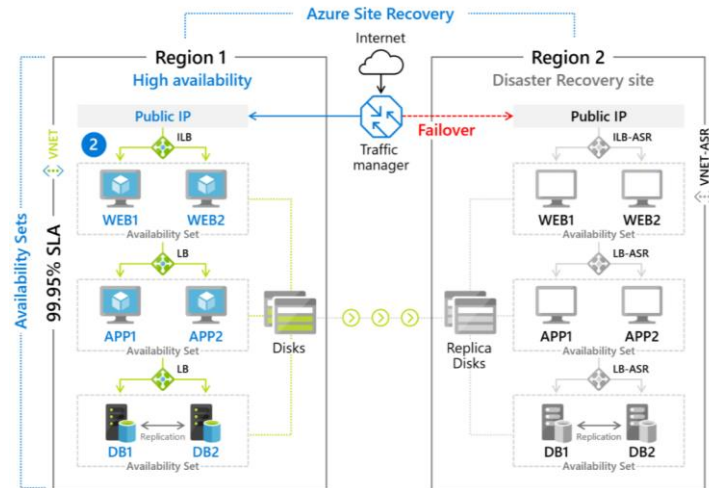 Azure Site Recovery
Region 1
High availability
Internet
Region 2
Disaster Recovery site
Public IP
Traffic manager
Failover
Public IP
2
ILB
ILB-ASR
VNET
VNET-ASR
WEB1 WEB2
Availability Set
WEB1 WEB2
Availability Set
Availability Sets
99.95% SLA
LB
LB-ASR
APP1 APP2
Availability Set
Disks
Replica
Disks
APP1 APP2
Availability Set
LB
LB-ASR
Replication
DB1 DB2
Availability Set
Replication
DB1 DB2
Availability Set